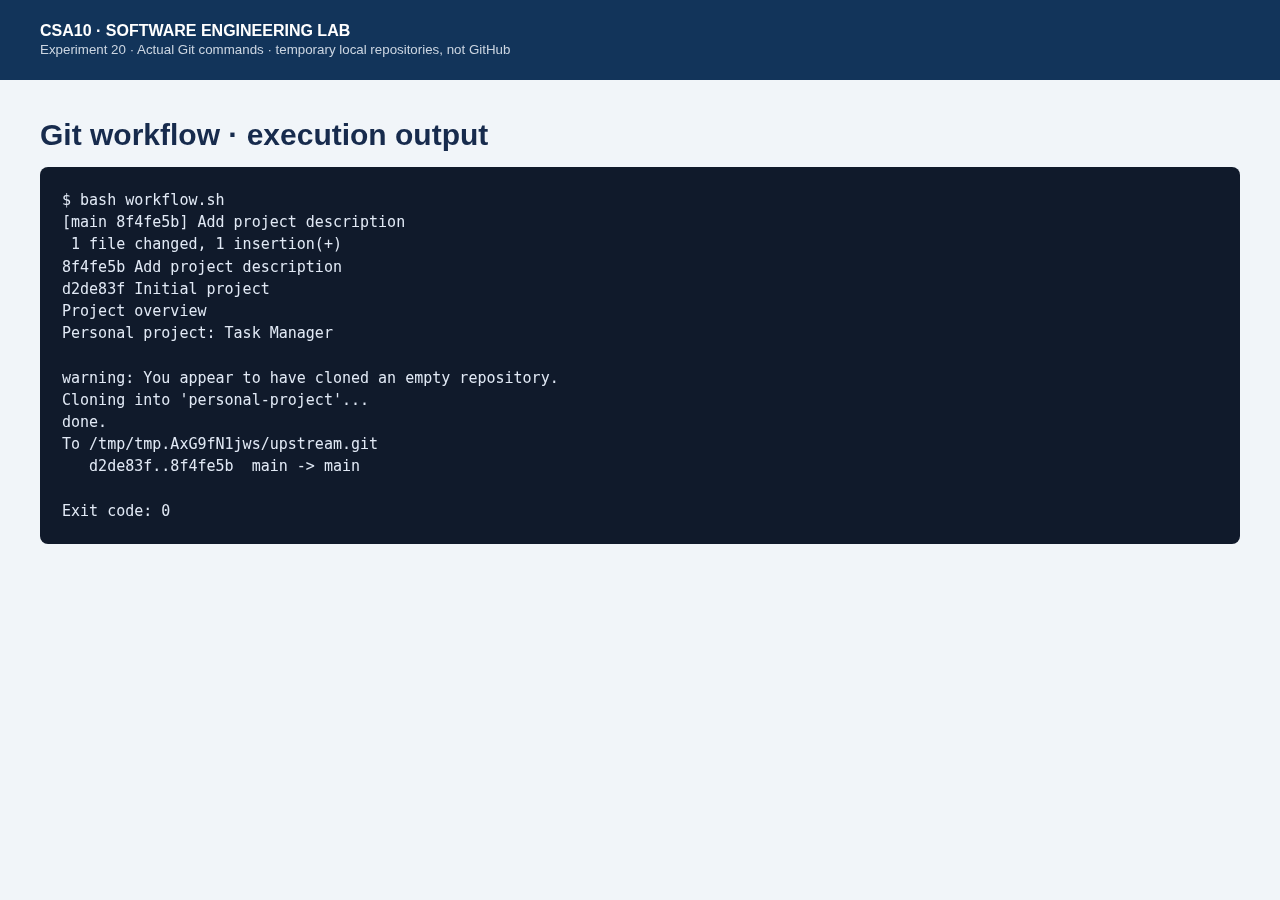 CSA10 · SOFTWARE ENGINEERING LAB
Experiment 20 · Actual Git commands · temporary local repositories, not GitHub
Git workflow · execution output
$ bash workflow.sh
[main 8f4fe5b] Add project description
 1 file changed, 1 insertion(+)
8f4fe5b Add project description
d2de83f Initial project
Project overview
Personal project: Task Manager
warning: You appear to have cloned an empty repository.
Cloning into 'personal-project'...
done.
To /tmp/tmp.AxG9fN1jws/upstream.git
   d2de83f..8f4fe5b  main -> main
Exit code: 0